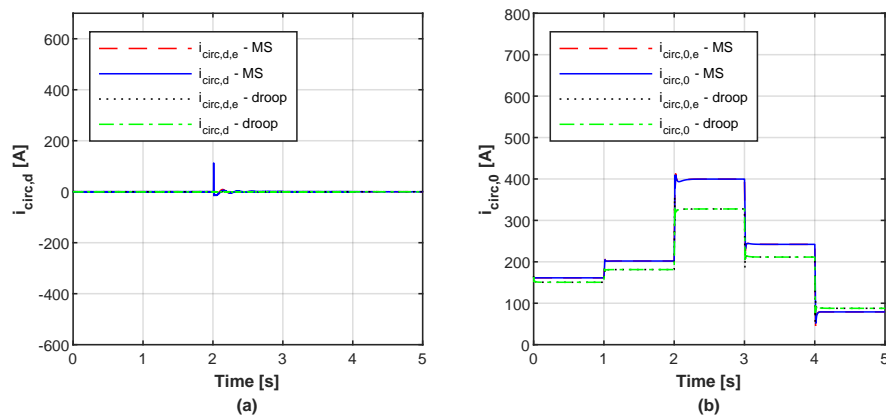 600
400
200
0
-200
-400
-600
i_circ,d [A]
i_circ,d,e - MS
i_circ,d - MS
i_circ,d,e - droop
i_circ,d - droop
0 1 2 3 4 5
Time [s]
(a)
800
700
600
500
400
300
200
100
0
i_circ,0 [A]
i_circ,0,e - MS
i_circ,0 - MS
i_circ,0,e - droop
i_circ,0 - droop
0 1 2 3 4 5
Time [s]
(b)